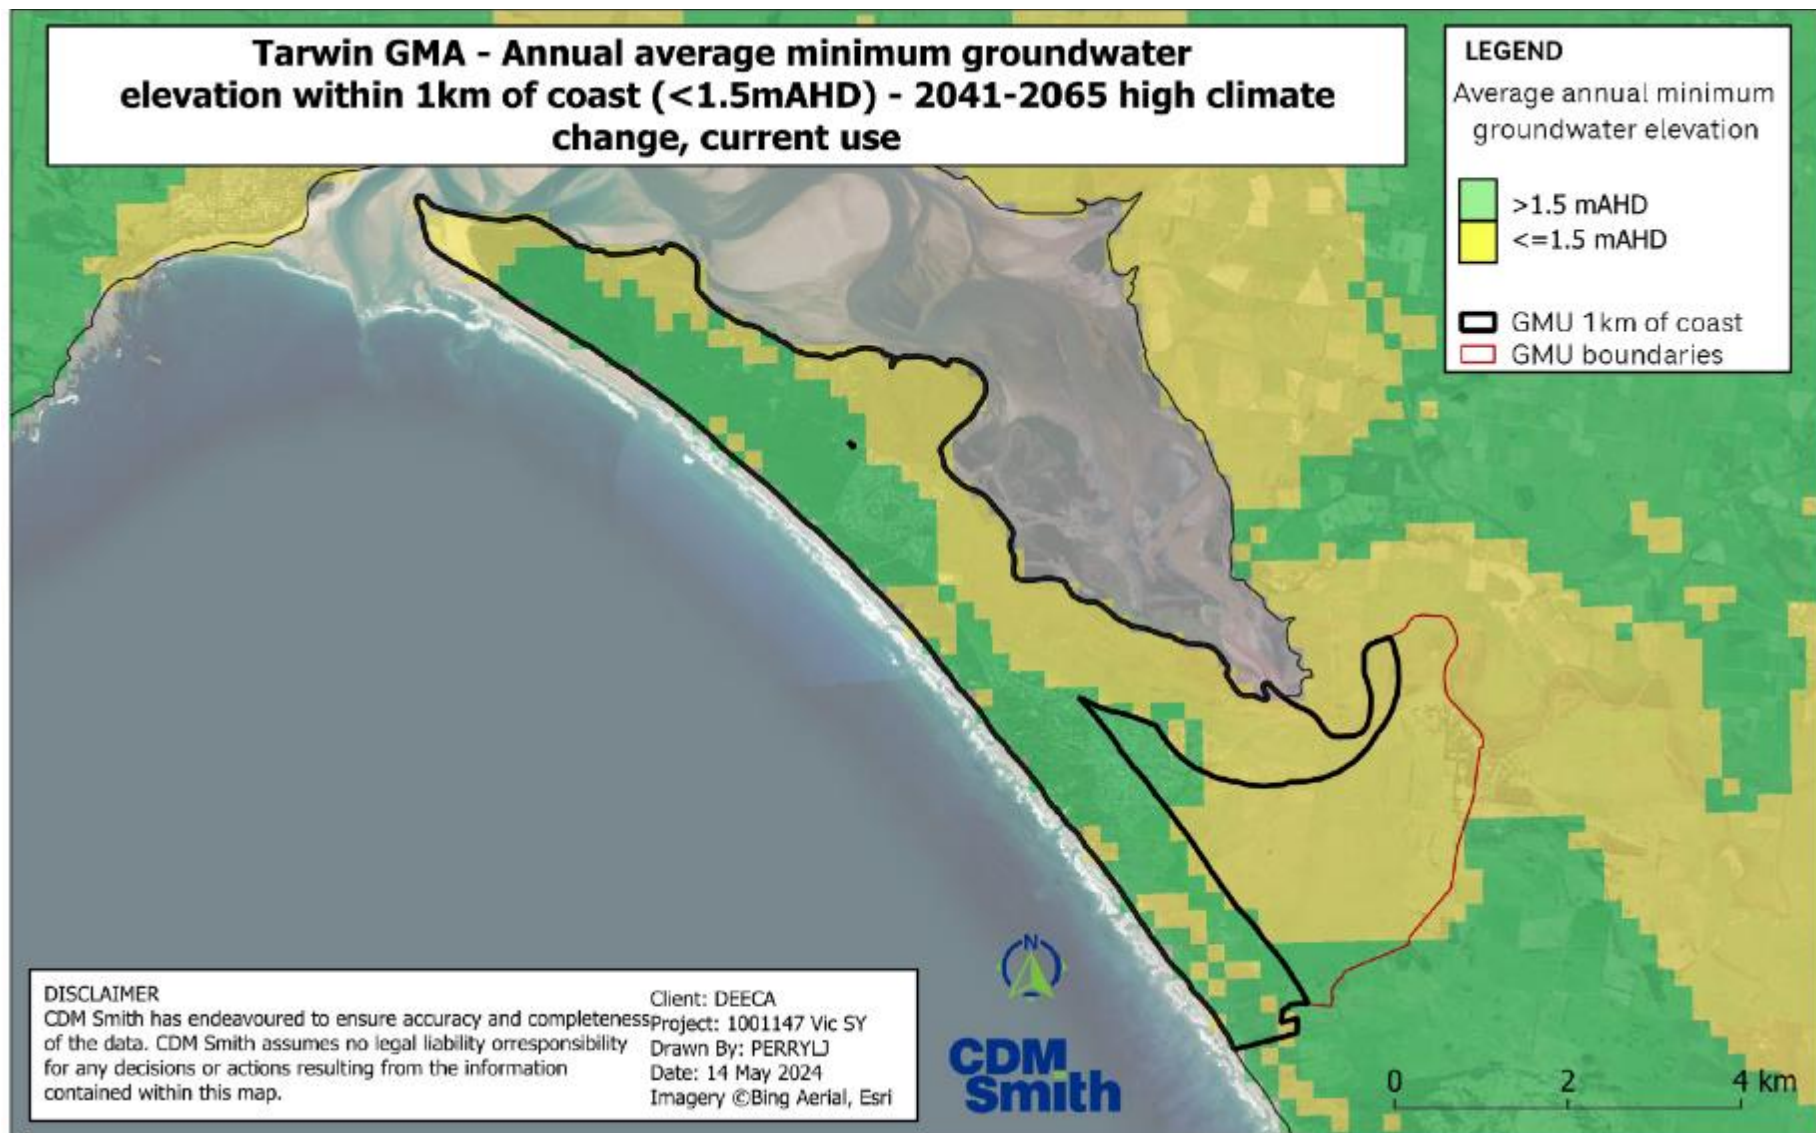 Tarwin GMA - Annual average minimum groundwater
elevation within 1km of coast (<1.5mAHD) - 2041-2065 high climate
change, current use
LEGEND
Average annual minimum
groundwater elevation
>1.5 mAHD
<=1.5 mAHD
GMU 1km of coast
GMU boundaries
DISCLAIMER
CDM Smith has endeavoured to ensure accuracy and completeness
of the data. CDM Smith assumes no legal liability orresponsibility
for any decisions or actions resulting from the information
contained within this map.
Client: DEECA
Project: 1001147 Vic SY
Drawn By: PERRYLJ
Date: 14 May 2024
Imagery ©Bing Aerial, Esri
N
CDM
Smith
0 2 4 km